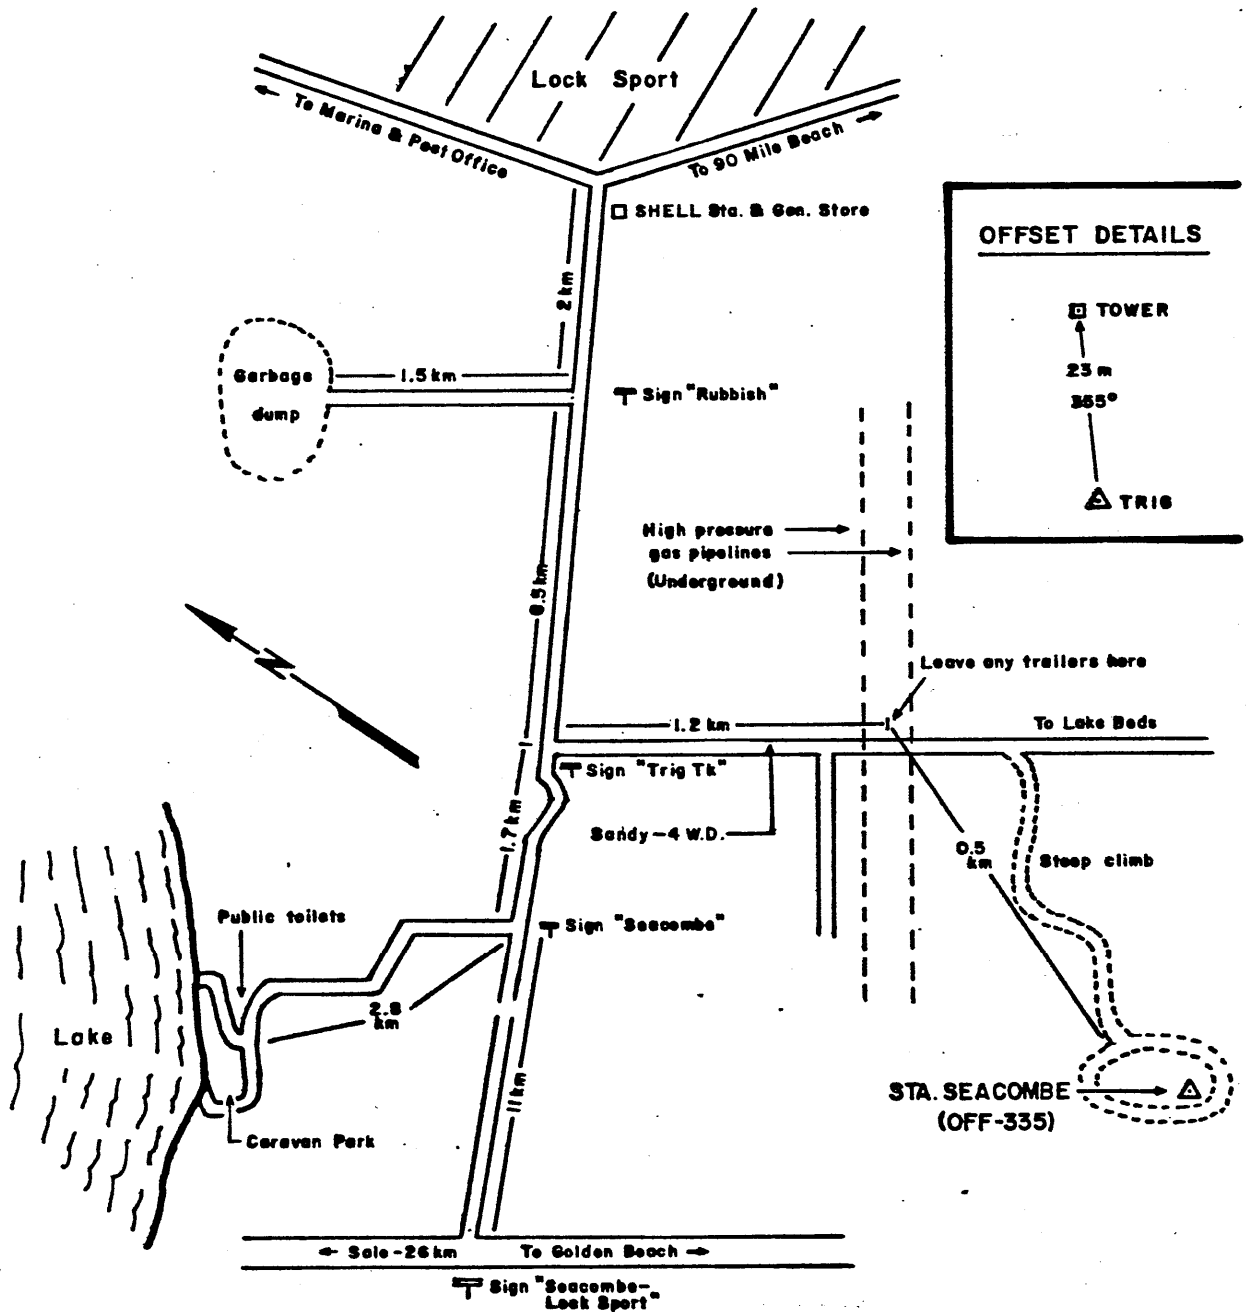 Lock Sport
← To Marina & Post Office
To 90 Mile Beach →
SHELL Sta. & Gen. Store
OFFSET DETAILS
TOWER
23 m
355°
TRIG
2 km
Garbage
dump
1.5 km
Sign "Rubbish"
High pressure
gas pipelines
(Underground)
8.5 km
N
Leave any trailers here
1.2 km
To Lake Beds
Sign "Trig Tk"
1.7 km
Sandy-4 W.D.
0.5
km
Steep climb
Public toilets
Sign "Seacombe"
2.8
km
Lake
11 km
STA. SEACOMBE
(OFF-335)
Caravan Park
← Sale-26 km
To Golden Beach →
Sign "Seacombe-
Lock Sport"